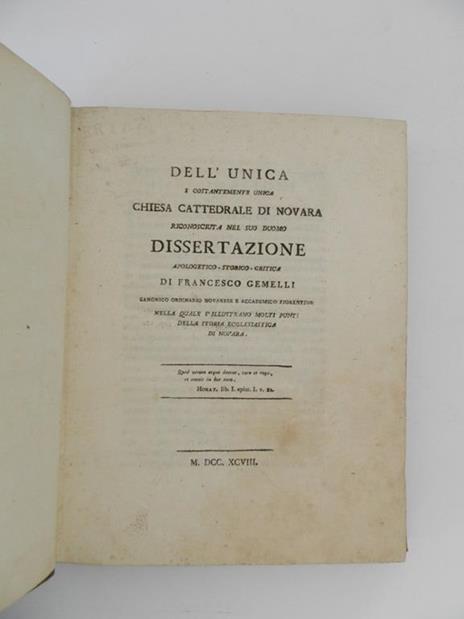 DELL' UNICA
E COSTANTEMENTE UNICA
CHIESA CATTEDRALE DI NOVARA
RICONOSCIUTA NEL SUO DUOMO
DISSERTAZIONE
APOLOGETICO-STORICO-CRITICA
DI FRANCESCO GEMELLI
CANONICO ORDINARIO NOVARESE E ACCADEMICO FIORENTINO
NELLA QUALE S'ILLUSTRANO MOLTI PUNTI
DELLA STORIA ECCLESIASTICA
DI NOVARA.
Quod verum atque decens, curo et rogo,
et omnis in hoc sum.
HORAT. lib. I. epist. I. v. 11.
M. DCC. XCVIII.